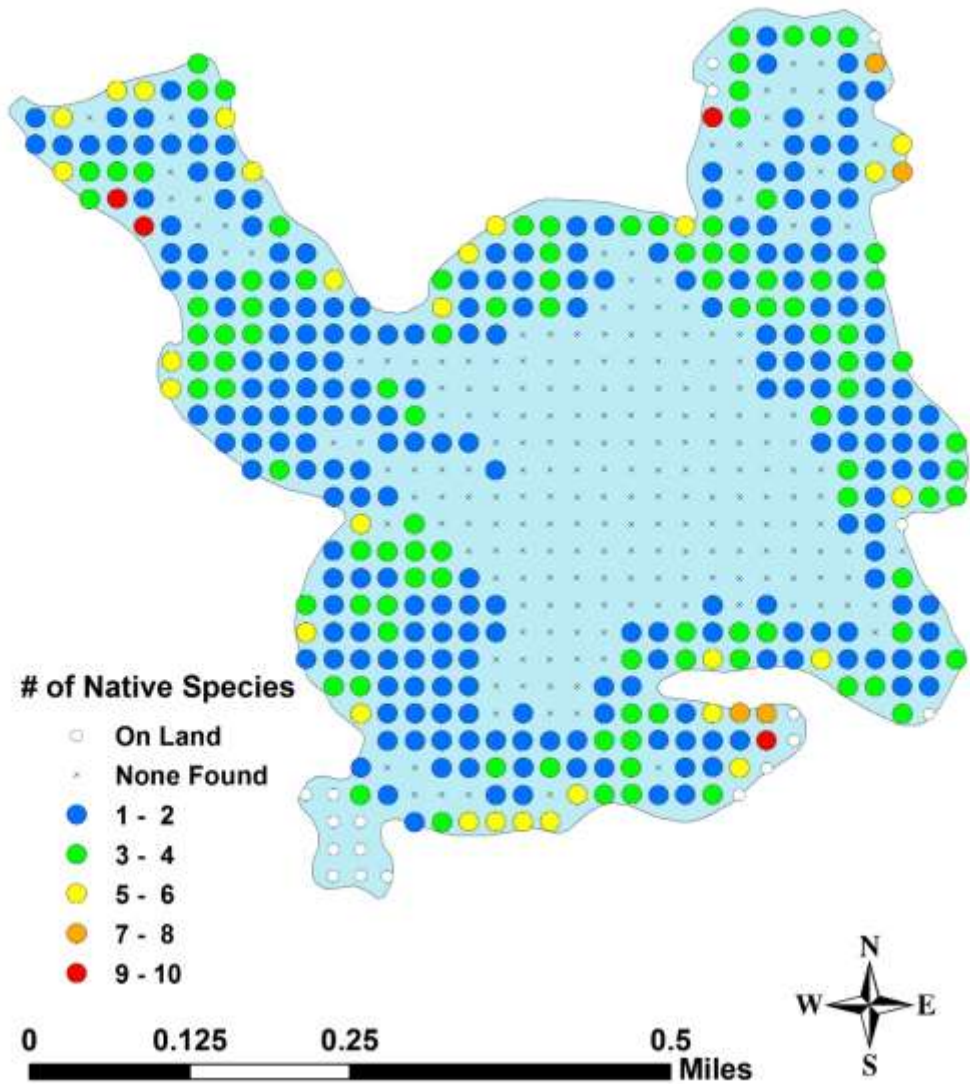 # of Native Species
On Land
None Found
1 - 2
3 - 4
5 - 6
7 - 8
9 - 10
N
W E
S
0 0.125 0.25 0.5
Miles